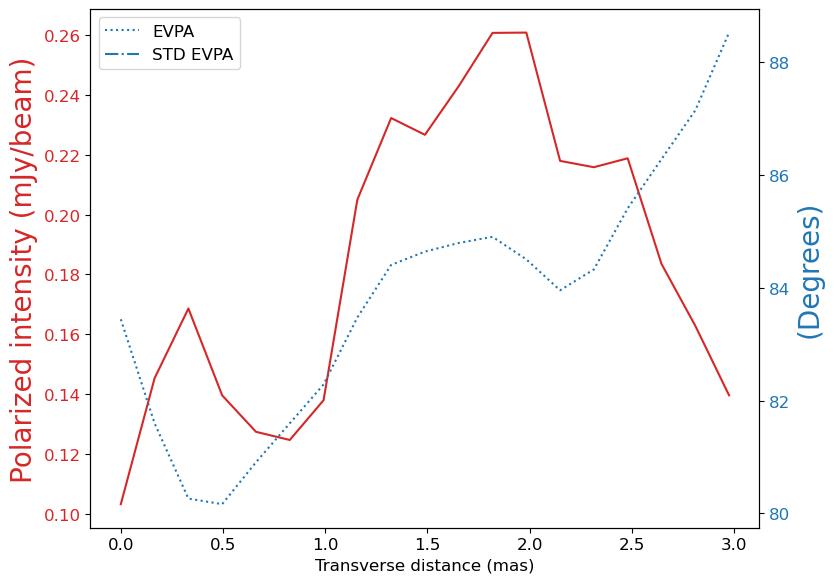 EVPA
STD EVPA
Polarized intensity (mJy/beam)
0.26
0.24
0.22
0.20
0.18
0.16
0.14
0.12
0.10
88
86
84
82
80
(Degrees)
0.0 0.5 1.0 1.5 2.0 2.5 3.0
Transverse distance (mas)